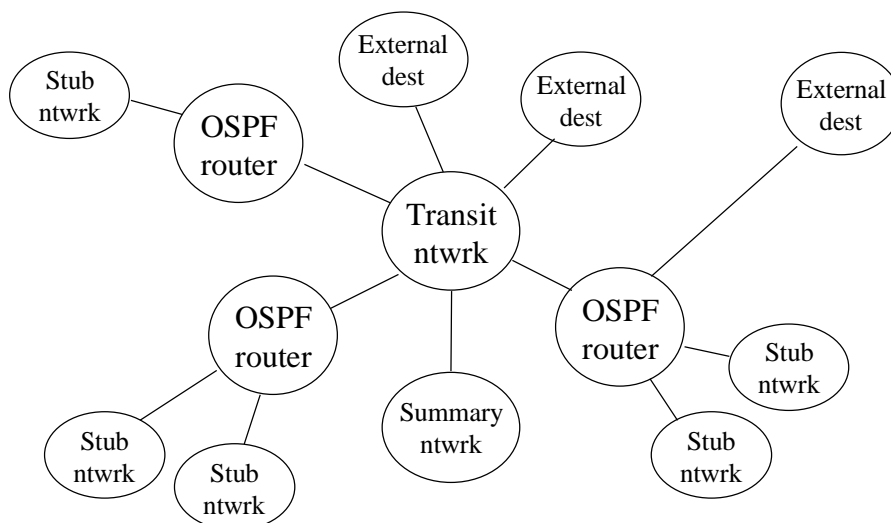 External
dest
Stub
ntwrk
External
dest
External
dest
OSPF
router
Transit
ntwrk
OSPF
router
OSPF
router
Stub
ntwrk
Summary
ntwrk
Stub
ntwrk
Stub
ntwrk
Stub
ntwrk